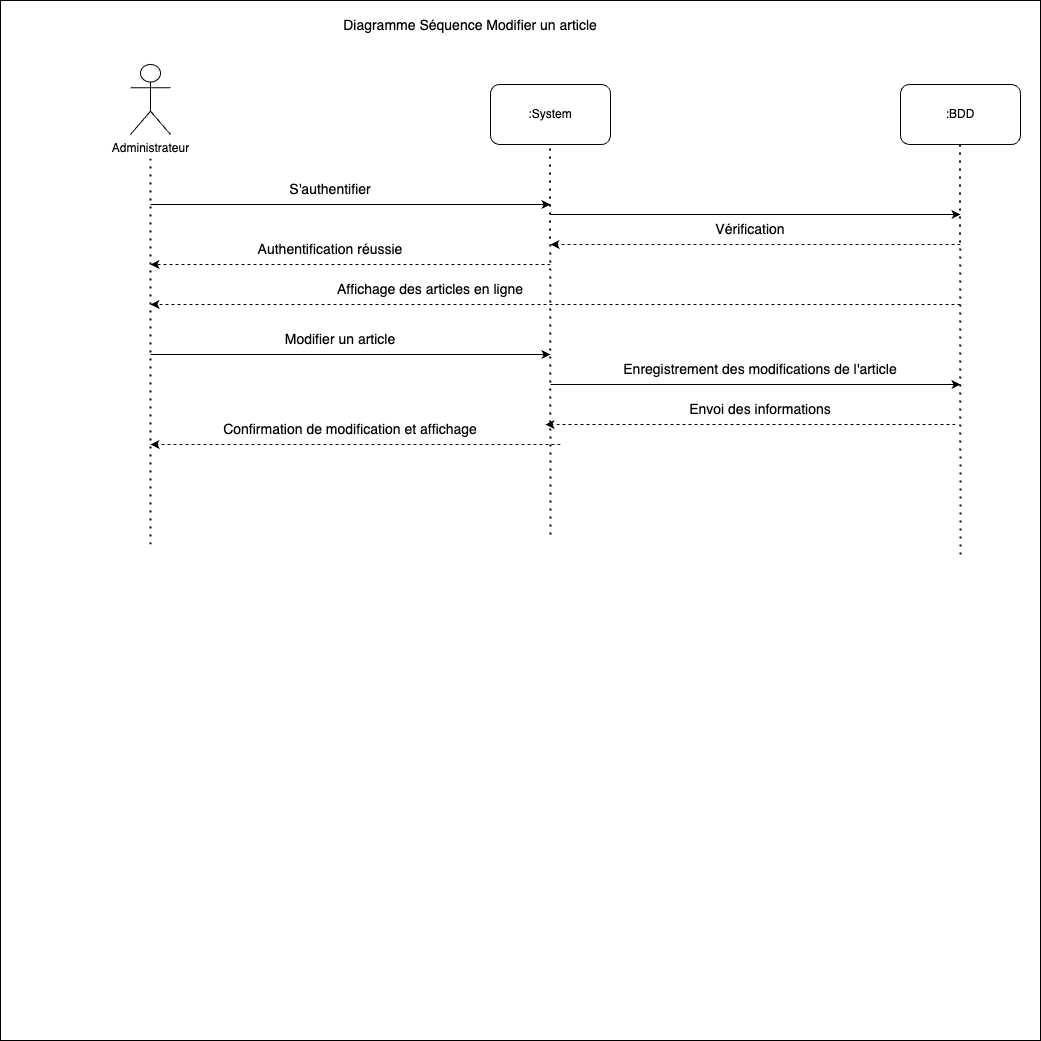 Diagramme Séquence Modifier un article
:System
:BDD
Administrateur
S'authentifier
Vérification
Authentification réussie
Affichage des articles en ligne
Modifier un article
Enregistrement des modifications de l'article
Envoi des informations
Confirmation de modification et affichage